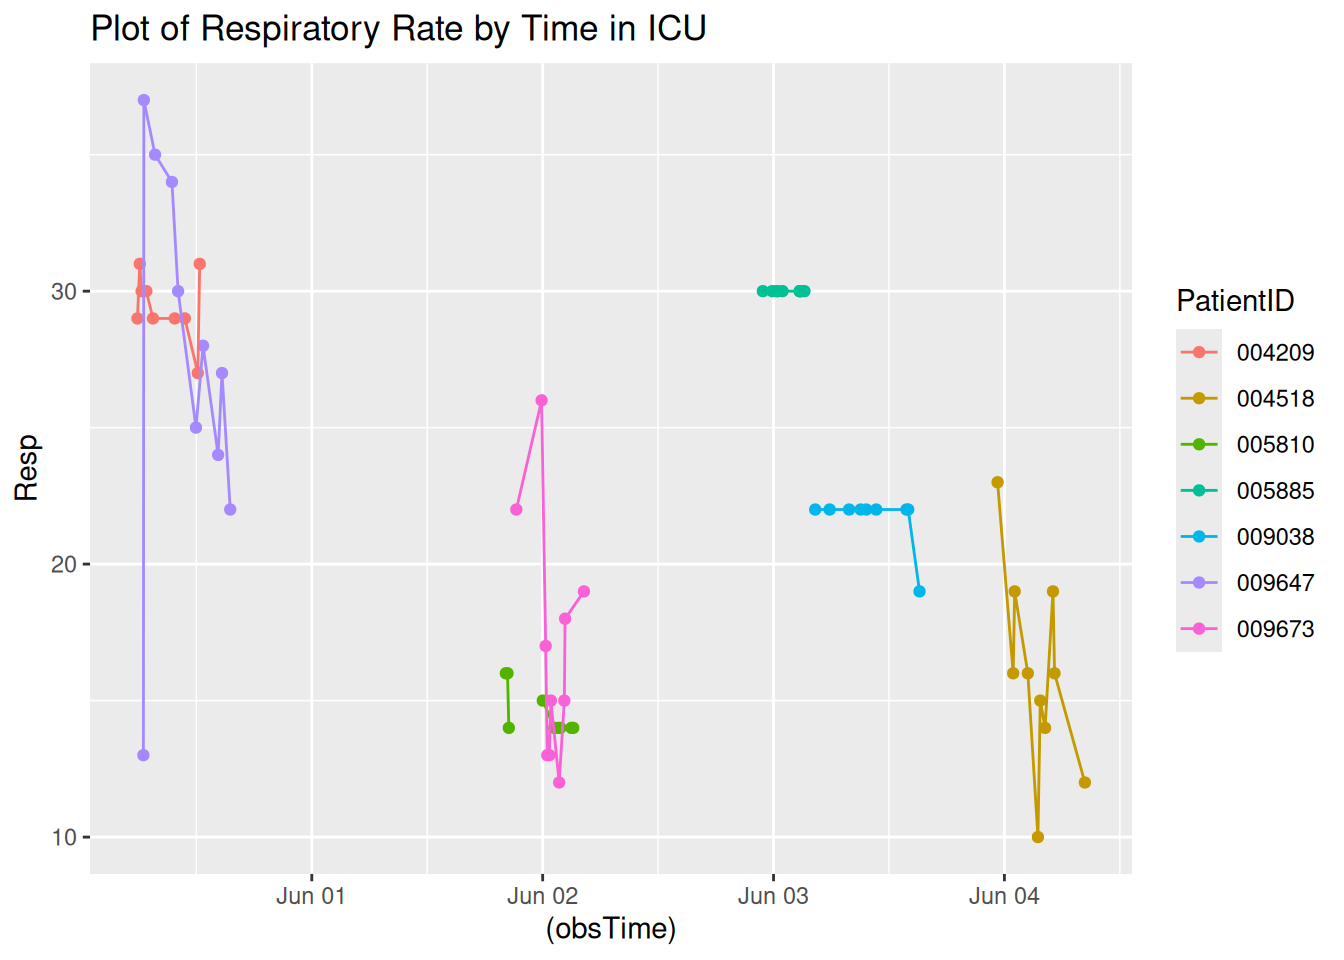 Plot of Respiratory Rate by Time in ICU
30
20
10
Resp
Jun 01
Jun 02
Jun 03
Jun 04
(obsTime)
PatientID
004209
004518
005810
005885
009038
009647
009673